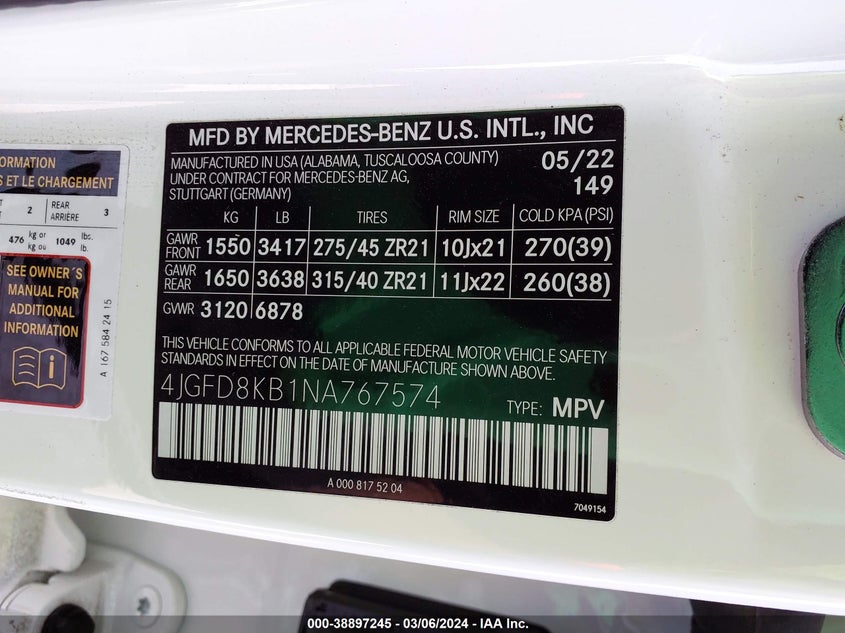 FORMATION
S ET LE CHARGEMENT
2
REAR
ARRIÈRE
3
476
kg or
kg ou
1049
lbs.
lb.
SEE OWNER´S
MANUAL FOR
ADDITIONAL
INFORMATION
A 167 584 24 15
MFD BY MERCEDES-BENZ U.S. INTL., INC
MANUFACTURED IN USA (ALABAMA, TUSCALOOSA COUNTY)
UNDER CONTRACT FOR MERCEDES-BENZ AG,
STUTTGART (GERMANY)
05/22
149
KG LB TIRES RIM SIZE COLD KPA (PSI)
GAWR FRONT 1550 3417 275/45 ZR21 10Jx21 270(39)
GAWR REAR 1650 3638 315/40 ZR21 11Jx22 260(38)
GVWR 3120 6878
THIS VEHICLE CONFORMS TO ALL APPLICABLE FEDERAL MOTOR VEHICLE SAFETY
STANDARDS IN EFFECT ON THE DATE OF MANUFACTURE SHOWN ABOVE.
4JGFD8KB1NA767574
TYPE: MPV
A 000 817 52 04
7049154
000-38897245 - 03/06/2024 - IAA Inc.